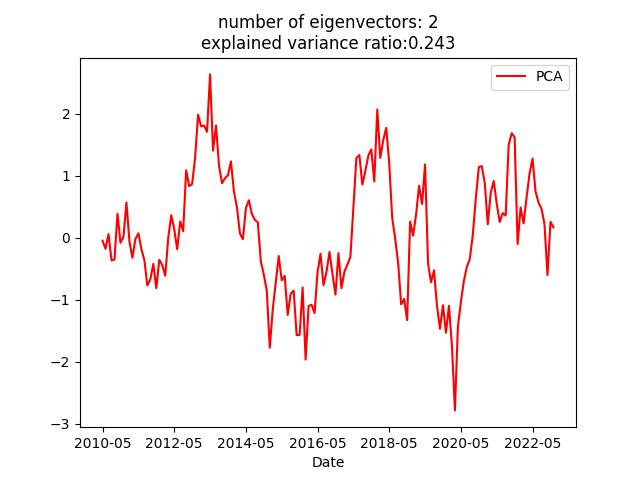 number of eigenvectors: 2
explained variance ratio:0.243
PCA
2
1
0
−1
−2
−3
2010-05 2012-05 2014-05 2016-05 2018-05 2020-05 2022-05
Date